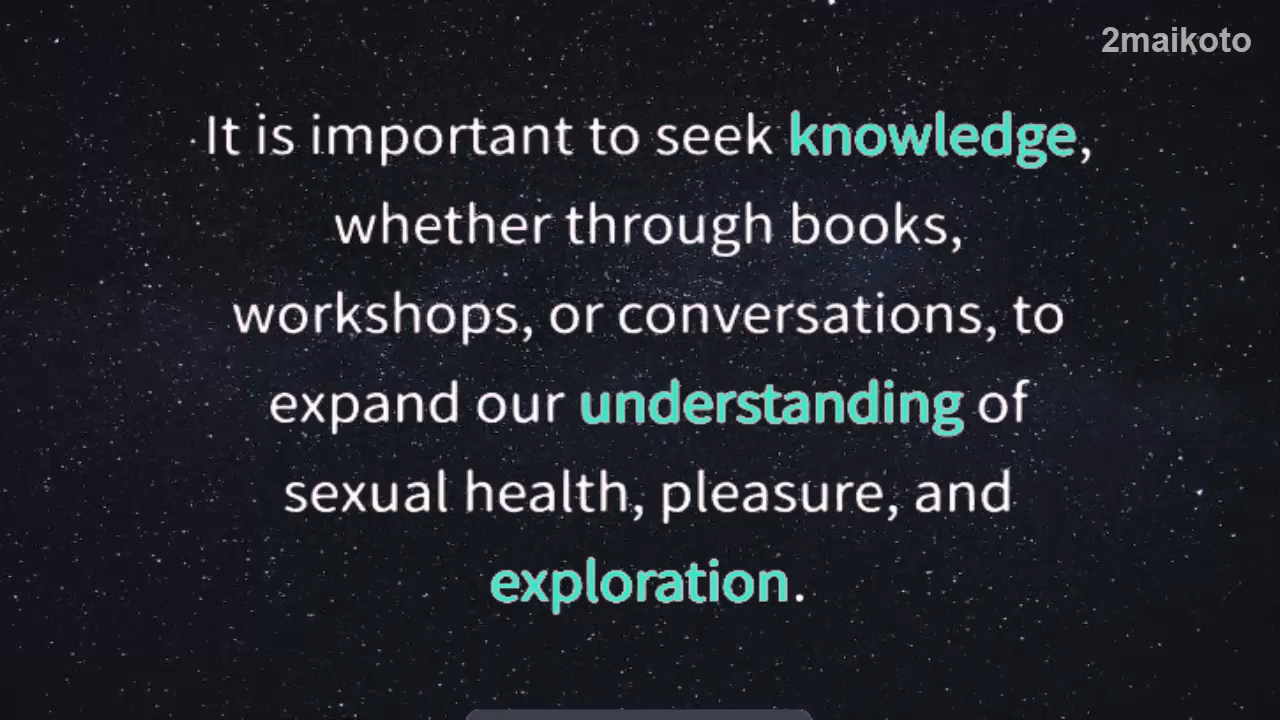 2maikoto
It is important to seek knowledge,
whether through books,
workshops, or conversations, to
expand our understanding of
sexual health, pleasure, and
exploration.